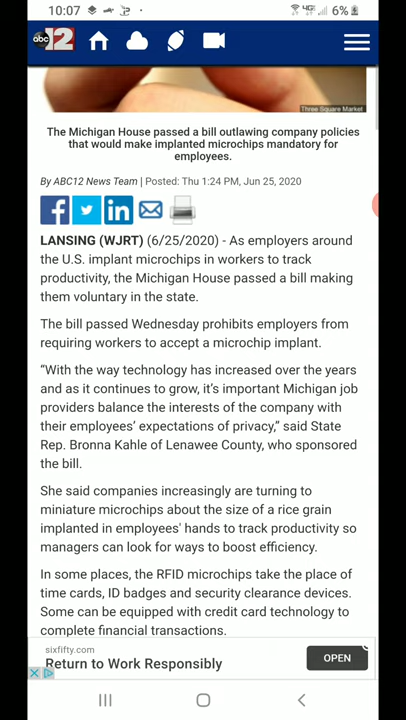 10:07
4G
6%
abc 12
Three Square Market
The Michigan House passed a bill outlawing company policies
that would make implanted microchips mandatory for
employees.
By ABC12 News Team | Posted: Thu 1:24 PM, Jun 25, 2020
LANSING (WJRT) (6/25/2020) - As employers around
the U.S. implant microchips in workers to track
productivity, the Michigan House passed a bill making
them voluntary in the state.
The bill passed Wednesday prohibits employers from
requiring workers to accept a microchip implant.
“With the way technology has increased over the years
and as it continues to grow, it's important Michigan job
providers balance the interests of the company with
their employees’ expectations of privacy,” said State
Rep. Bronna Kahle of Lenawee County, who sponsored
the bill.
She said companies increasingly are turning to
miniature microchips about the size of a rice grain
implanted in employees' hands to track productivity so
managers can look for ways to boost efficiency.
In some places, the RFID microchips take the place of
time cards, ID badges and security clearance devices.
Some can be equipped with credit card technology to
complete financial transactions.
sixfifty.com
Return to Work Responsibly
OPEN